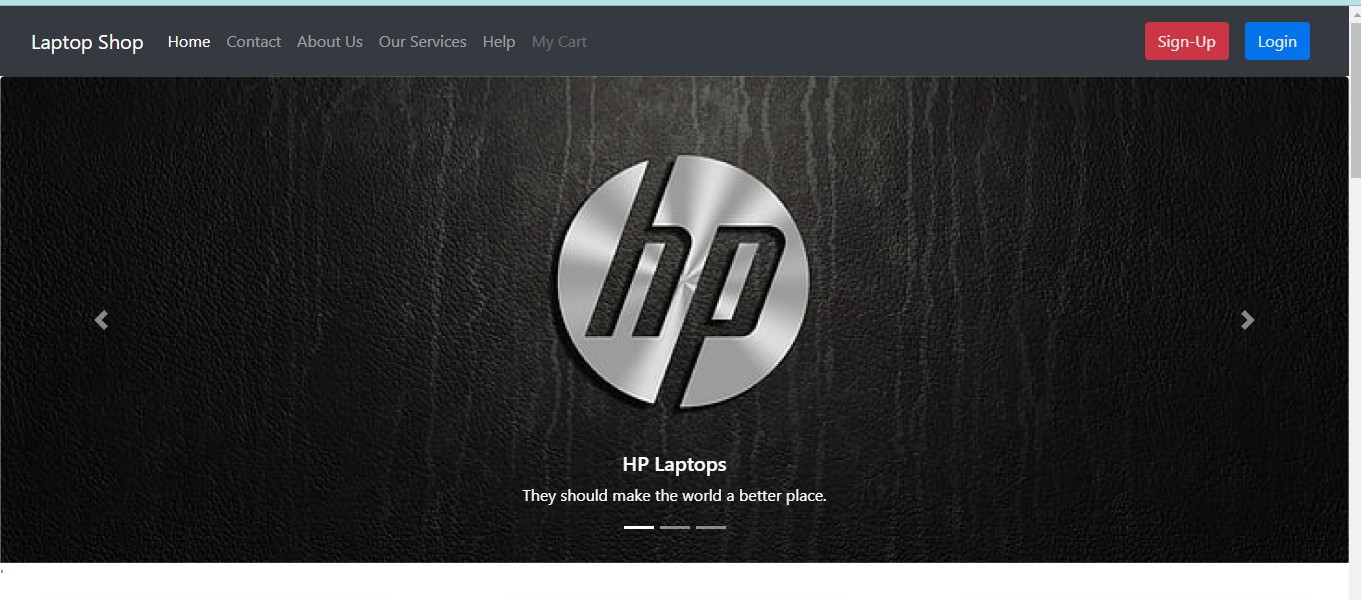 Laptop Shop Home Contact About Us Our Services Help My Cart Sign-Up Login
hp
HP Laptops
They should make the world a better place.